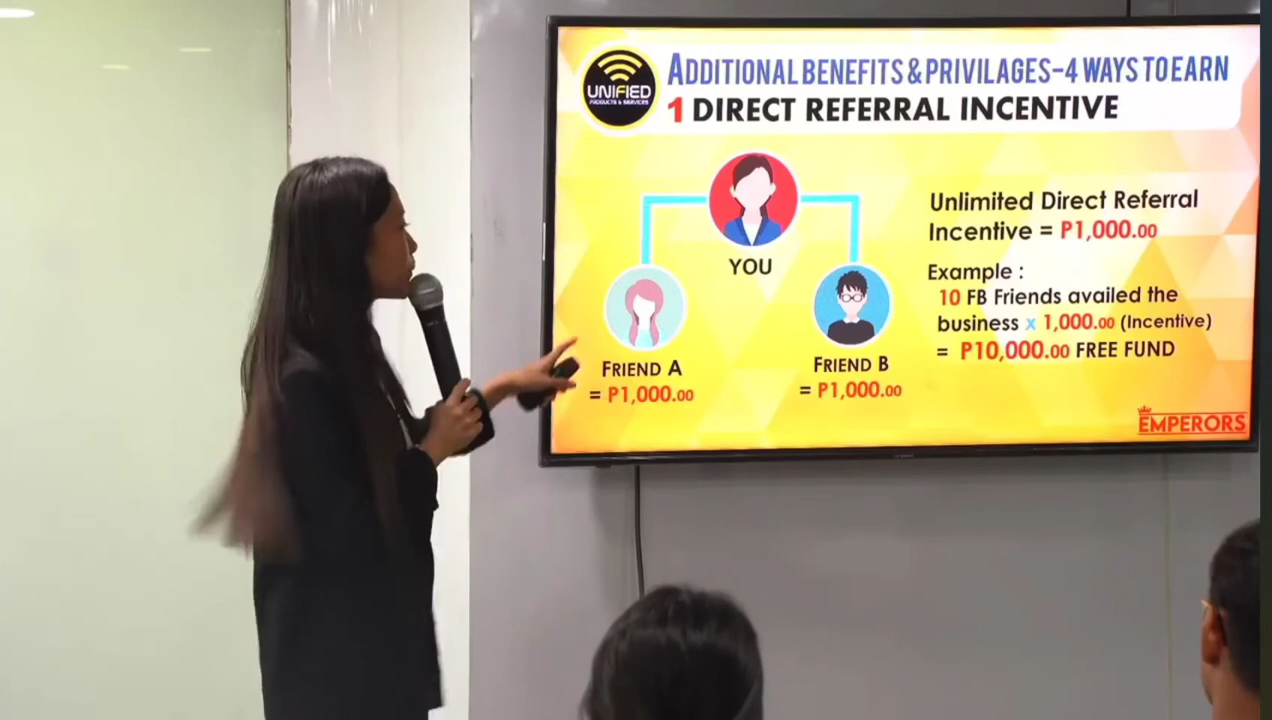 UNIFIED
PRODUCTS & SERVICES
ADDITIONAL BENEFITS & PRIVILAGES-4 WAYS TO EARN
1 DIRECT REFERRAL INCENTIVE
YOU
FRIEND A
= P1,000.00
FRIEND B
= P1,000.00
Unlimited Direct Referral
Incentive = P1,000.00
Example :
10 FB Friends availed the
business x 1,000.00 (Incentive)
= P10,000.00 FREE FUND
EMPERORS